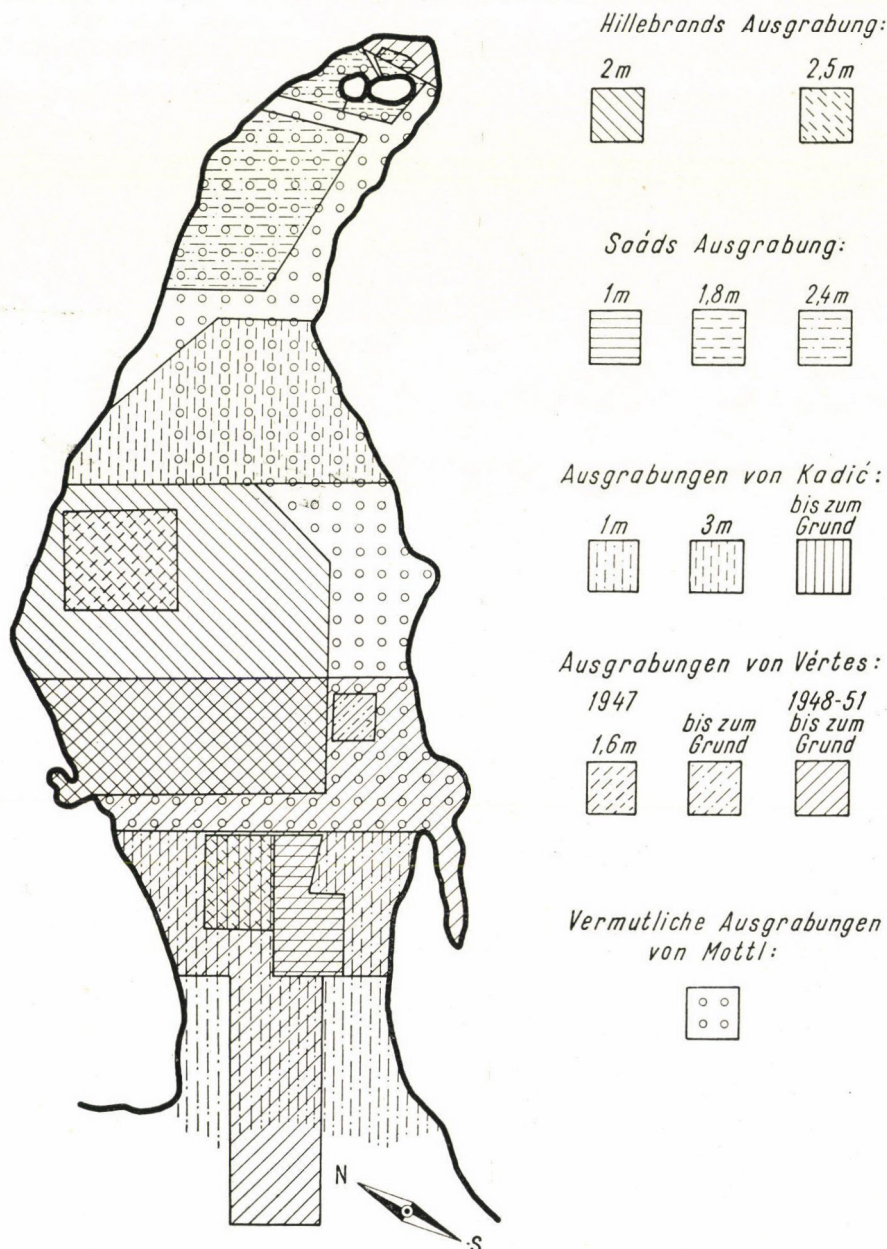 Hillebrands Ausgrabung:
2m 2,5m
Saáds Ausgrabung:
1m 1,8m 2,4m
Ausgrabungen von Kadić:
1m 3m bis zum
Grund
Ausgrabungen von Vértes:
1947 1948-51
1,6m bis zum
Grund bis zum
Grund
Vermutliche Ausgrabungen
von Mottl:
N
S